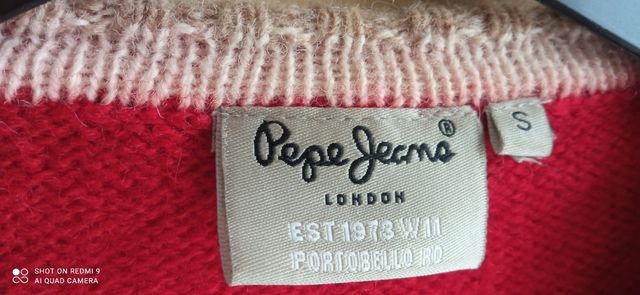 Pepe Jeans®
LONDON
EST 1973 W11
PORTOBELLO RD
S
SHOT ON REDMI 9
AI QUAD CAMERA